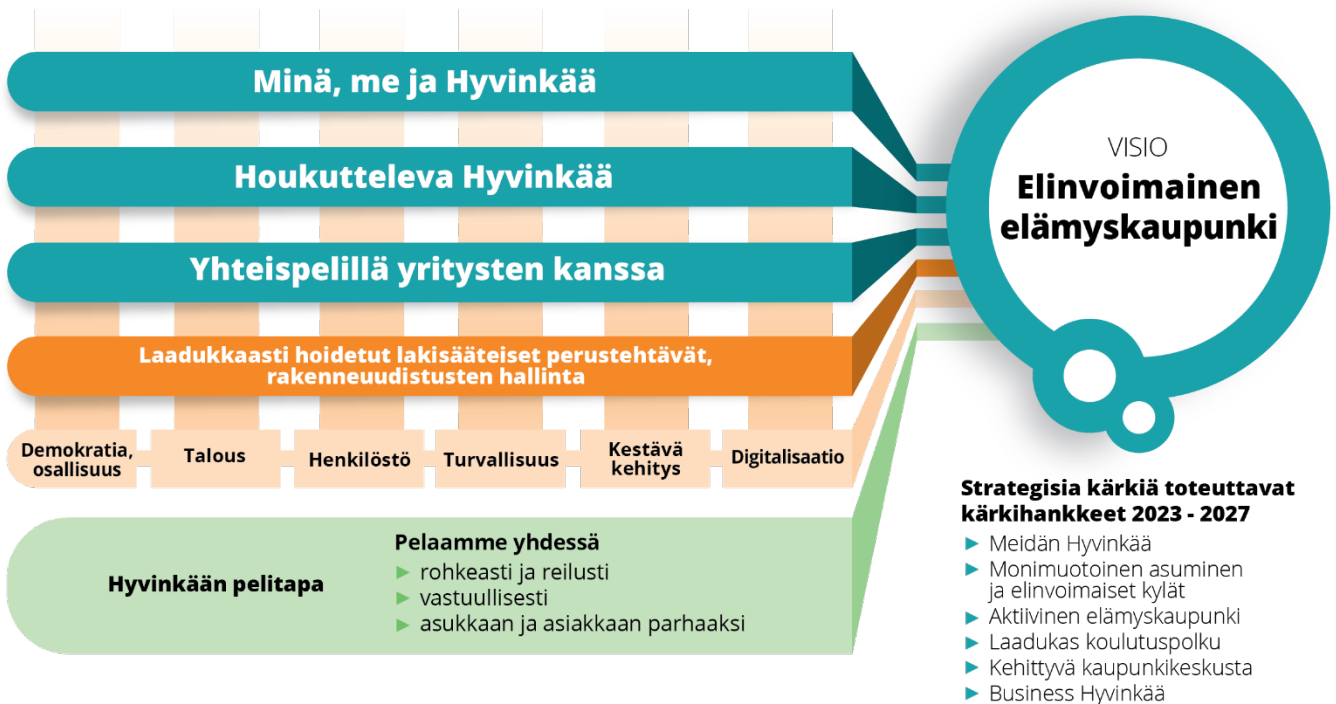 Minä, me ja Hyvinkää
Houkutteleva Hyvinkää
Yhteispelillä yritysten kanssa
Laadukkaasti hoidetut lakisääteiset perustehtävät,
rakenneuudistusten hallinta
Demokratia,
osallisuus
Talous
Henkilöstö
Turvallisuus
Kestävä
kehitys
Digitalisaatio
Hyvinkään pelitapa
Pelaamme yhdessä
► rohkeasti ja reilusti
► vastuullisesti
► asukkaan ja asiakkaan parhaaksi
VISIO
Elinvoimainen
elämyskaupunki
Strategisia kärkiä toteuttavat
kärkihankkeet 2023 - 2027
► Meidän Hyvinkää
► Monimuotoinen asuminen
ja elinvoimaiset kylät
► Aktiivinen elämyskaupunki
► Laadukas koulutuspolku
► Kehittyvä kaupunkikeskusta
► Business Hyvinkää